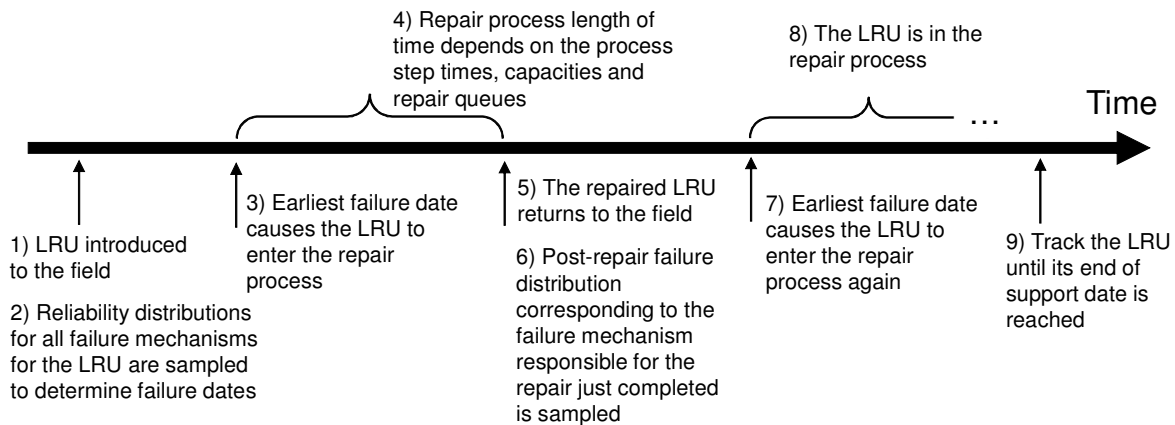 4) Repair process length of
time depends on the process
step times, capacities and
repair queues
8) The LRU is in the
repair process
...
Time
1) LRU introduced
to the field
2) Reliability distributions
for all failure mechanisms
for the LRU are sampled
to determine failure dates
3) Earliest failure date
causes the LRU to
enter the repair
process
5) The repaired LRU
returns to the field
6) Post-repair failure
distribution
corresponding to the
failure mechanism
responsible for the
repair just completed
is sampled
7) Earliest failure date
causes the LRU to
enter the repair
process again
9) Track the LRU
until its end of
support date is
reached